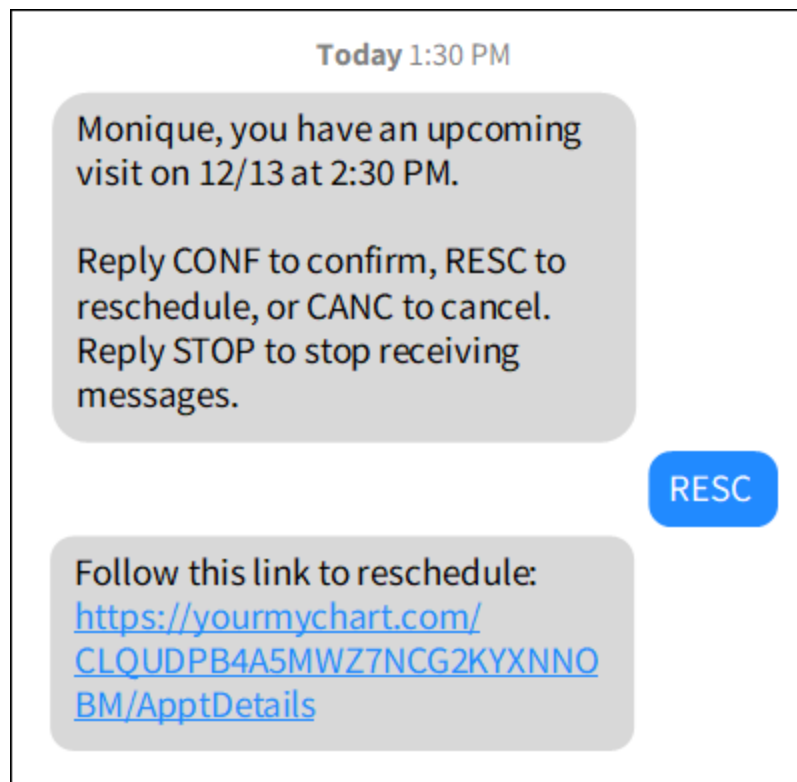 Today 1:30 PM
Monique, you have an upcoming
visit on 12/13 at 2:30 PM.
Reply CONF to confirm, RESC to
reschedule, or CANC to cancel.
Reply STOP to stop receiving
messages.
RESC
Follow this link to reschedule:
https://yourmychart.com/
CLQUDPB4A5MWZ7NCG2KYXNNO
BM/ApptDetails